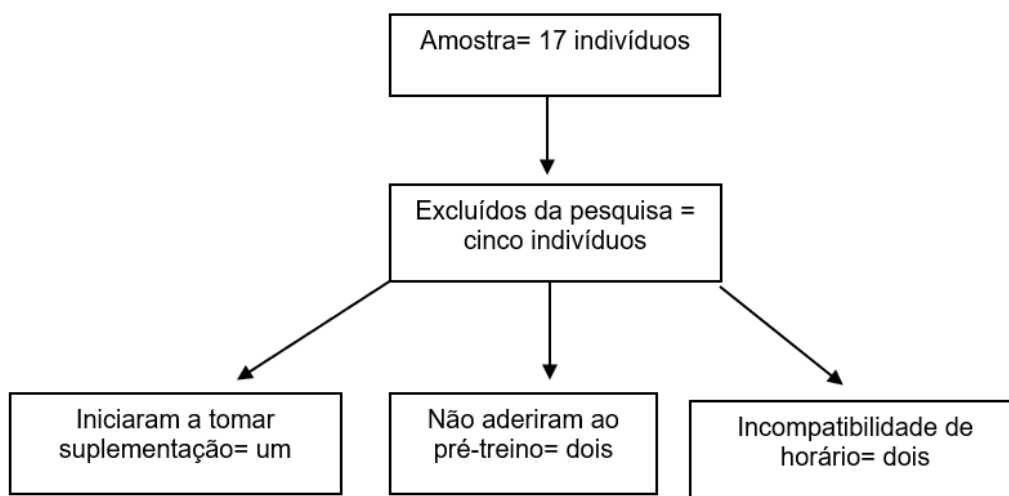 Amostra= 17 indivíduos
Excluídos da pesquisa =
cinco indivíduos
Iniciaram a tomar
suplementação= um
Não aderiram ao
pré-treino= dois
Incompatibilidade de
horário= dois